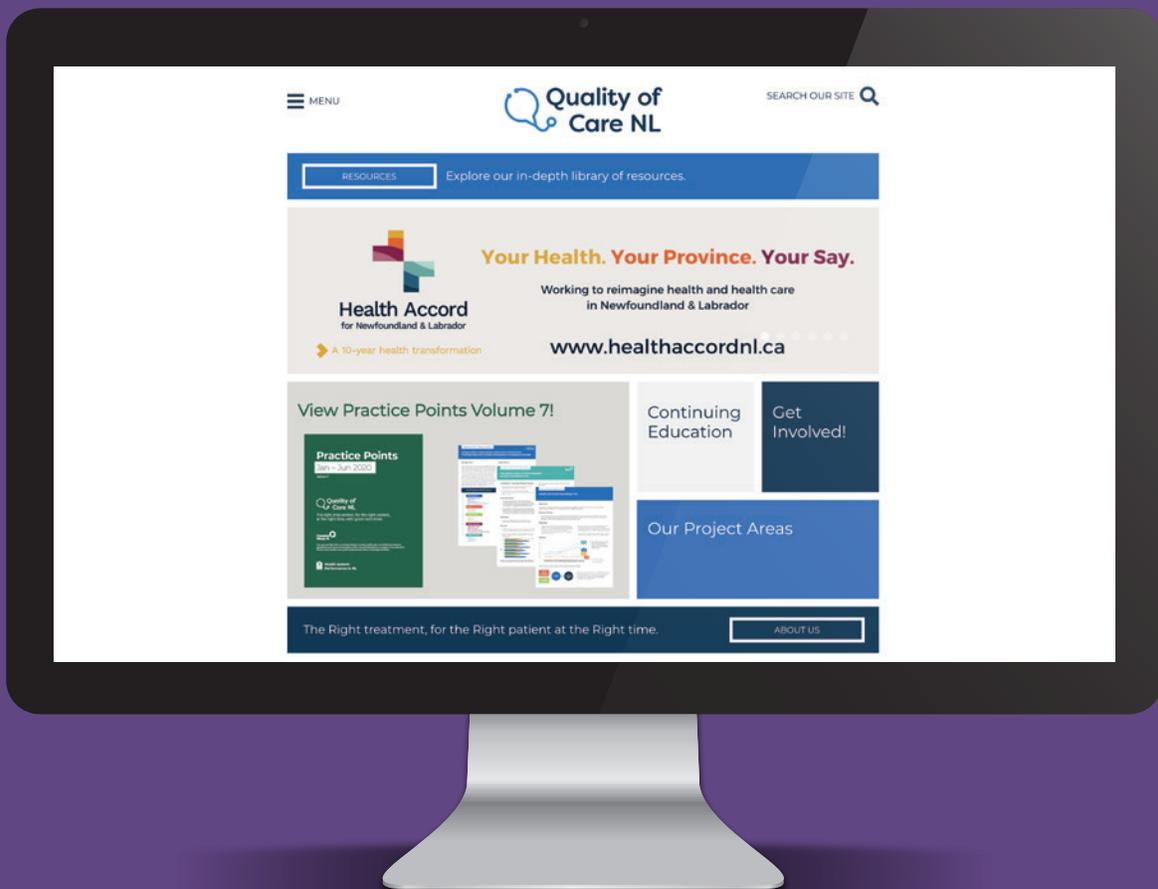 MENU
Quality of
Care NL
SEARCH OUR SITE
RESOURCES
Explore our in-depth library of resources.
Your Health. Your Province. Your Say.
Working to reimagine health and health care
in Newfoundland & Labrador
www.healthaccordnl.ca
Health Accord
for Newfoundland & Labrador
A 10-year health transformation
View Practice Points Volume 7!
Practice Points
Jan - Jun 2020
Quality of
Care NL
Continuing
Education
Get
Involved!
Our Project Areas
The Right treatment, for the Right patient at the Right time.
ABOUT US